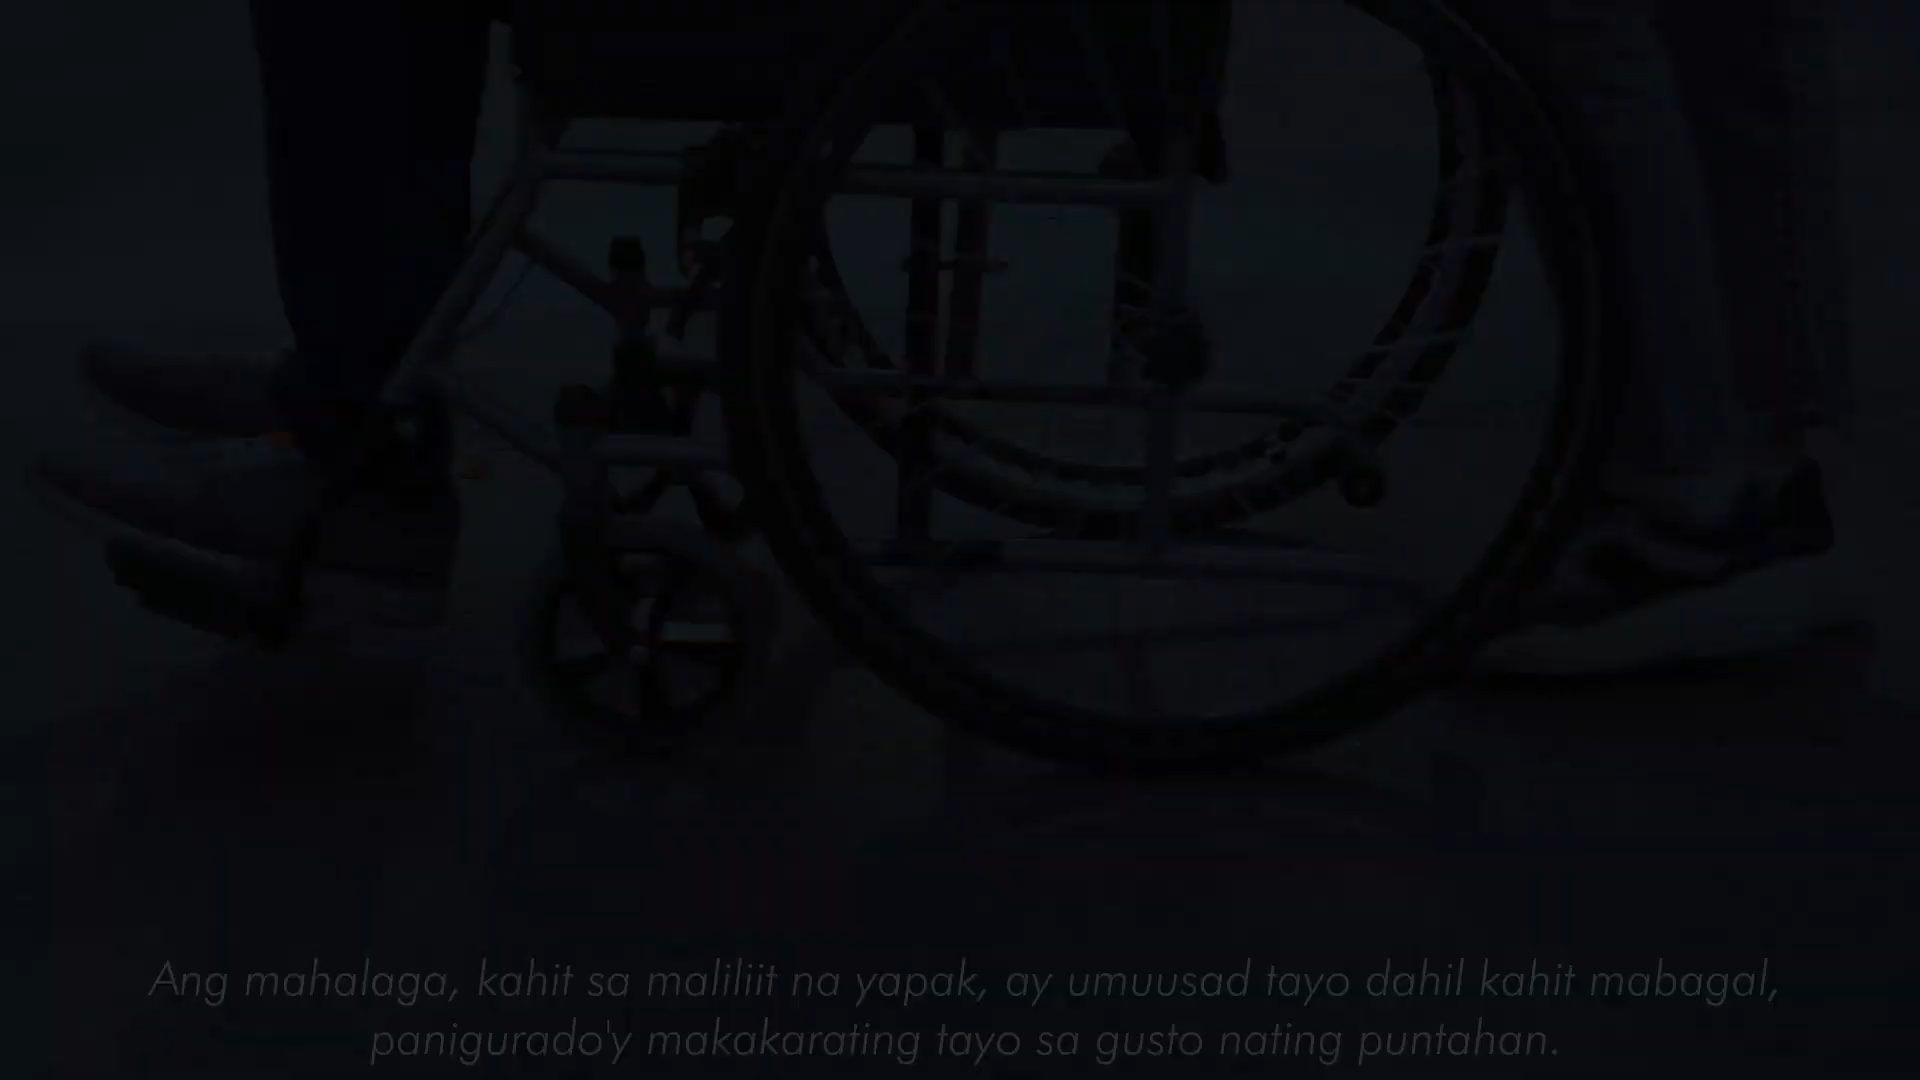 Ang mahalaga, kahit sa maliliit na yapak, ay umuusad tayo dahil kahit mabagal,
panigurado'y makakarating tayo sa gusto nating puntahan.